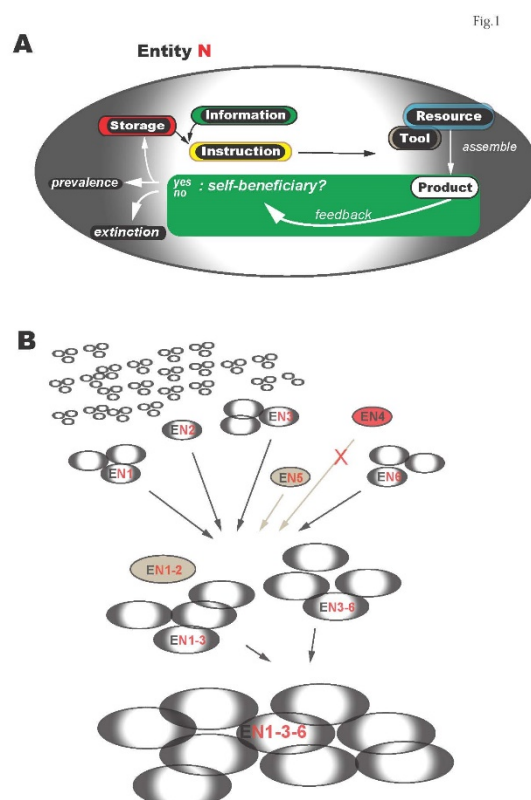 Fig.1
A
Entity N
Information
Storage
Instruction
Resource
Tool
assemble
prevalence
yes
no : self-beneficiary?
Product
feedback
extinction
B
EN1
EN2
EN3
EN4
EN5
EN6
X
EN1-2
EN1-3
EN3-6
EN1-3-6